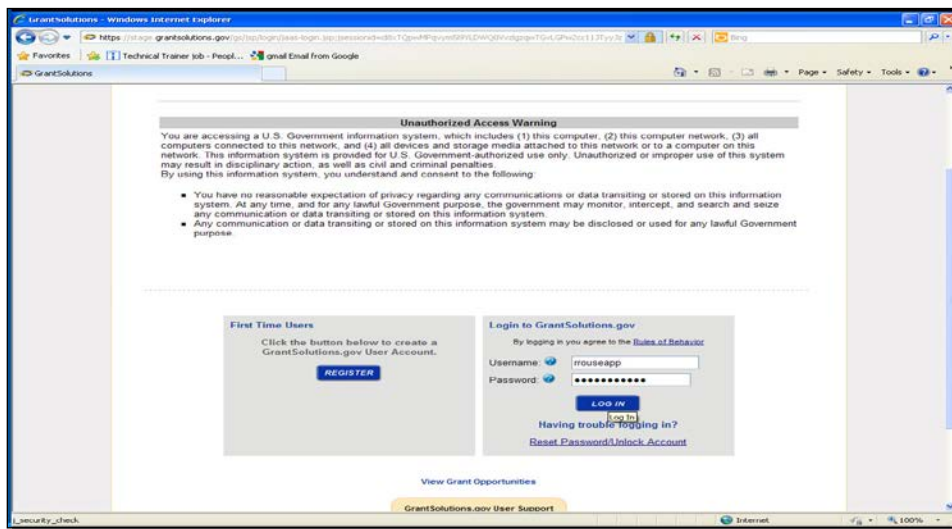 GrantSolutions - Windows Internet Explorer
Bing
Favorites Technical Trainer job - Peopl... gmail Email from Google
GrantSolutions Page Safety Tools
Unauthorized Access Warning
You are accessing a U.S. Government information system, which includes (1) this computer, (2) this computer network, (3) all
computers connected to this network, and (4) all devices and storage media attached to this network or to a computer on this
network. This information system is provided for U.S. Government-authorized use only. Unauthorized or improper use of this system
may result in disciplinary action, as well as civil and criminal penalties.
By using this information system, you understand and consent to the following:
You have no reasonable expectation of privacy regarding any communications or data transiting or stored on this information
system. At any time, and for any lawful Government purpose, the government may monitor, intercept, and search and seize
any communication or data transiting or stored on this information system.
Any communication or data transiting or stored on this information system may be disclosed or used for any lawful Government
purpose.
First Time Users
Click the button below to create a
GrantSolutions.gov User Account.
REGISTER
Login to GrantSolutions.gov
By logging in you agree to the Rules of Behavior
Username: rrouseapp
Password: •••••••••••
LOG IN
Log In
Having trouble logging in?
Reset Password/Unlock Account
View Grant Opportunities
GrantSolutions.gov User Support
j_security_check Internet 100%